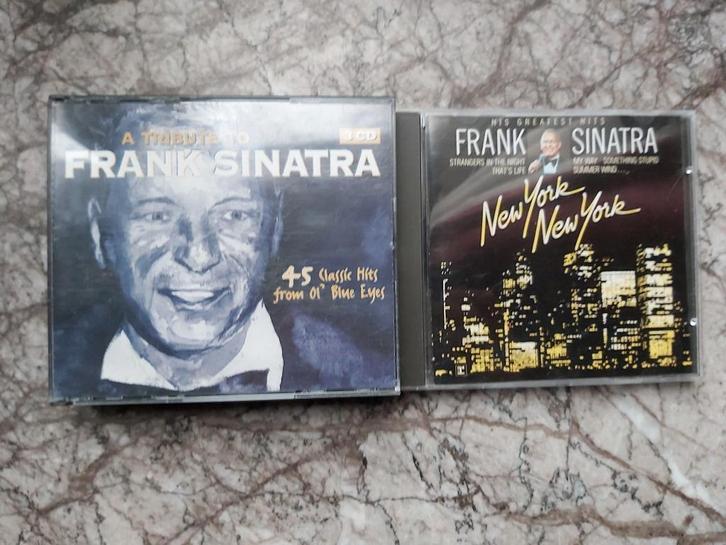 A TRIBUTE TO
3 CD
FRANK SINATRA
45 Classic Hits
from Ol' Blue Eyes
HIS GREATEST HITS
FRANK SINATRA
STRANGERS IN THE NIGHT
MY WAY · SOMETHING STUPID
THAT'S LIFE
SUMMER WIND.....
New York
New York